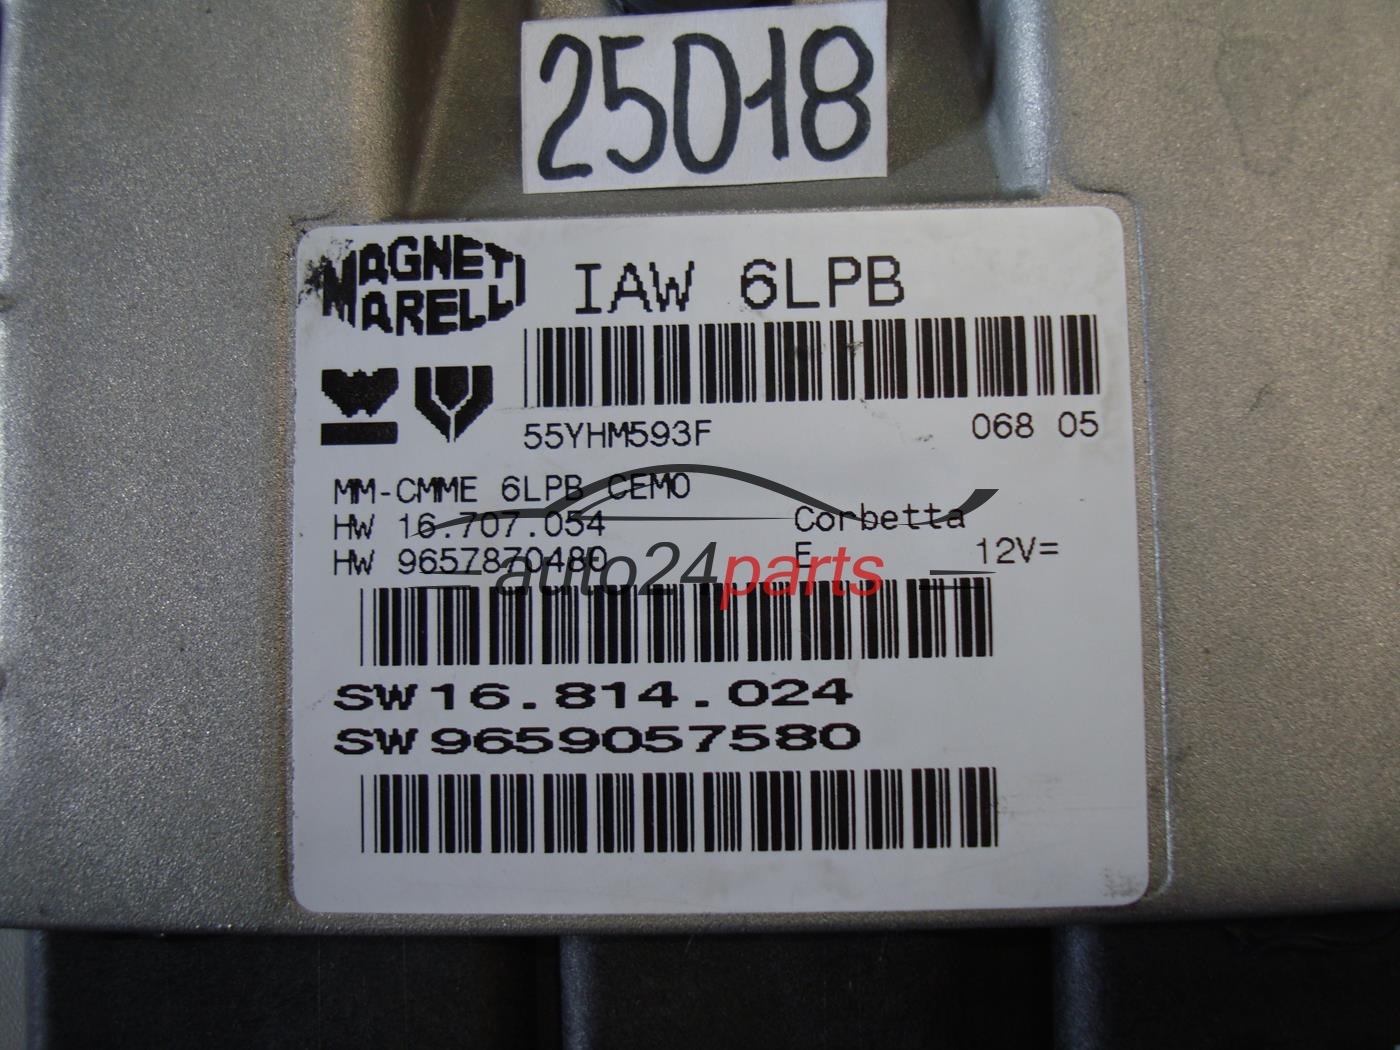 25018
MAGNETI
MARELLI
IAW 6LPB
55YHM593F 068 05
MM-CMME 6LPB CEMO
HW 16.707.054 Corbetta
HW 9657870480 E 12V=
auto24parts
SW 16.814.024
SW 9659057580